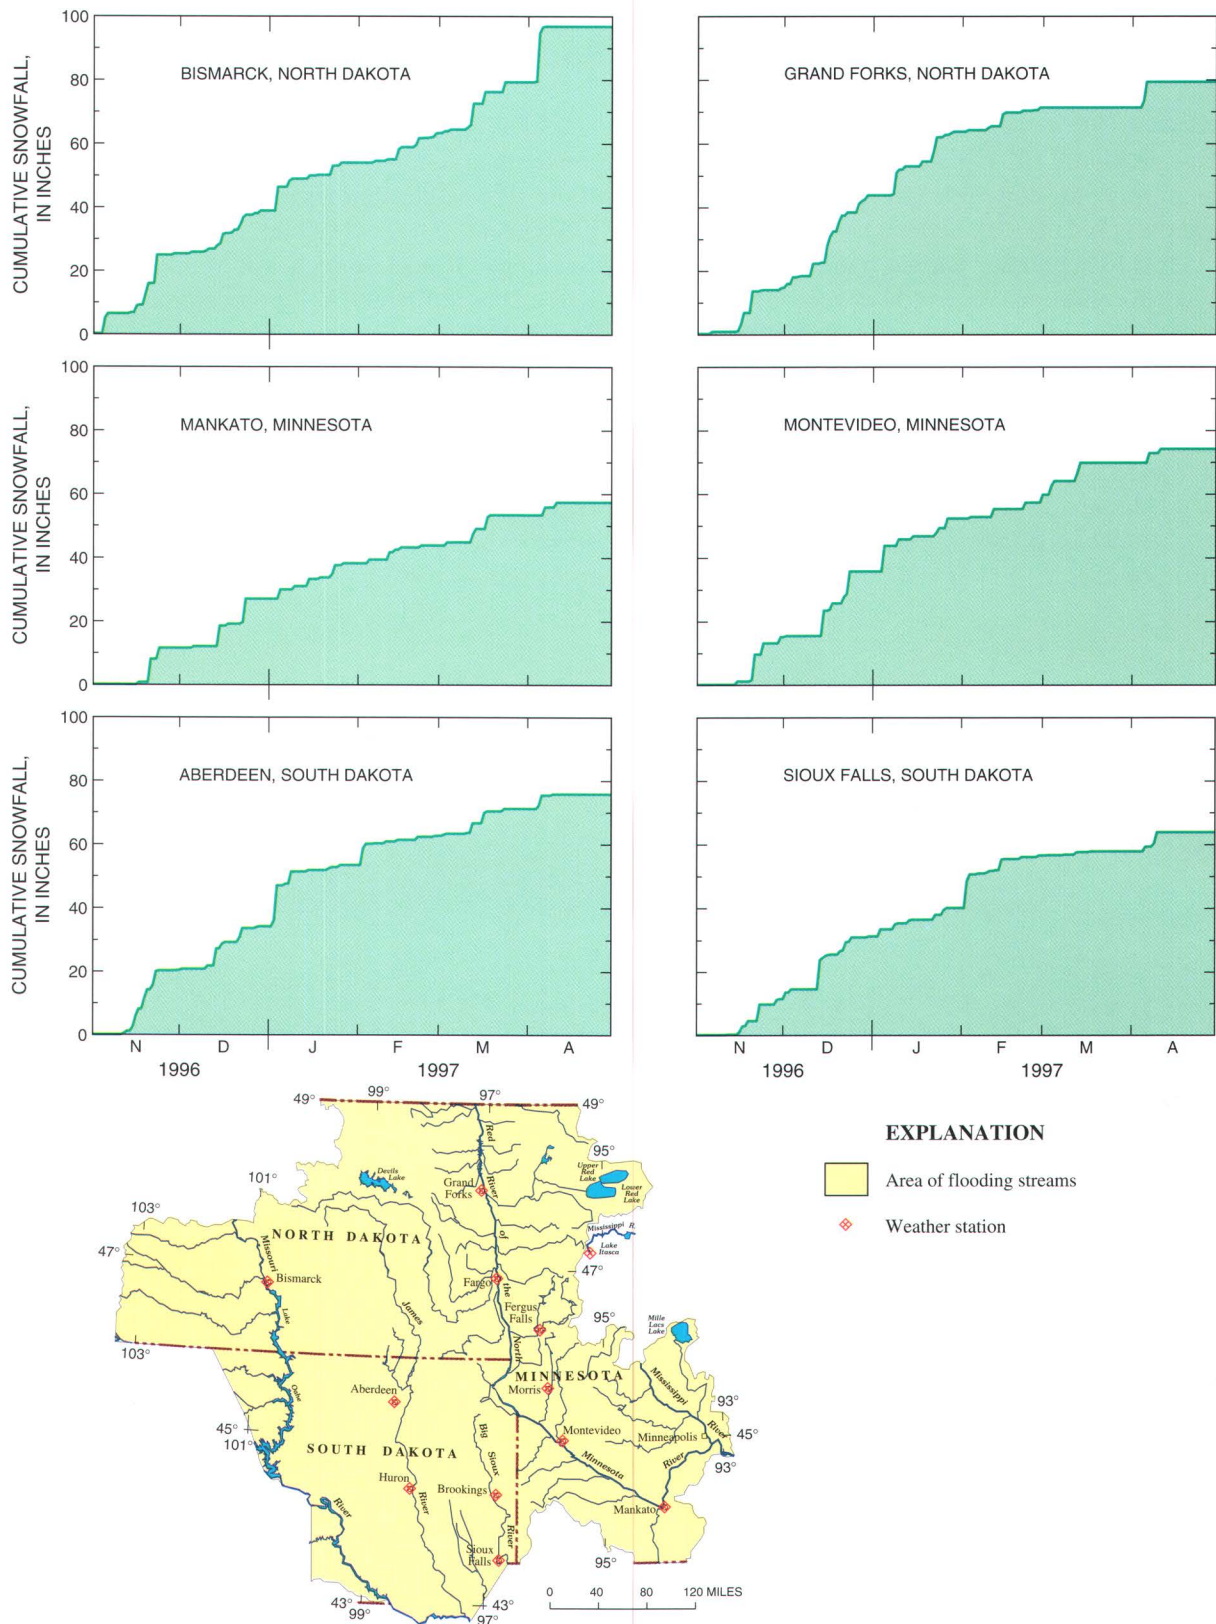 CUMULATIVE SNOWFALL,
IN INCHES
100
80
60
40
20
0
BISMARCK, NORTH DAKOTA
GRAND FORKS, NORTH DAKOTA
CUMULATIVE SNOWFALL,
IN INCHES
100
80
60
40
20
0
MANKATO, MINNESOTA
MONTEVIDEO, MINNESOTA
CUMULATIVE SNOWFALL,
IN INCHES
100
80
60
40
20
0
ABERDEEN, SOUTH DAKOTA
SIOUX FALLS, SOUTH DAKOTA
N D J F M A
1996 1997
N D J F M A
1996 1997
49° 99° 97° 49°
95°
101°
103°
47°
103°
Devils
Lake
Grand
Forks
Red
River
of
the
North
Upper
Red
Lake
Lower
Red
Lake
Mississippi R.
Lake
Itasca
47°
NORTH DAKOTA
Missouri
Bismarck
Lake
Oahe
James
Fargo
Fergus
Falls
95°
Mille
Lacs
Lake
MINNESOTA
Morris
Mississippi
River
93°
45°
93°
Aberdeen
Montevideo
Minneapolis
Minnesota
River
45°
101°
SOUTH DAKOTA
Big
Sioux
River
Huron
River
Brookings
Mankato
River
Sioux
Falls
95°
43°
99°
43°
97°
0 40 80 120 MILES
EXPLANATION
Area of flooding streams
Weather station